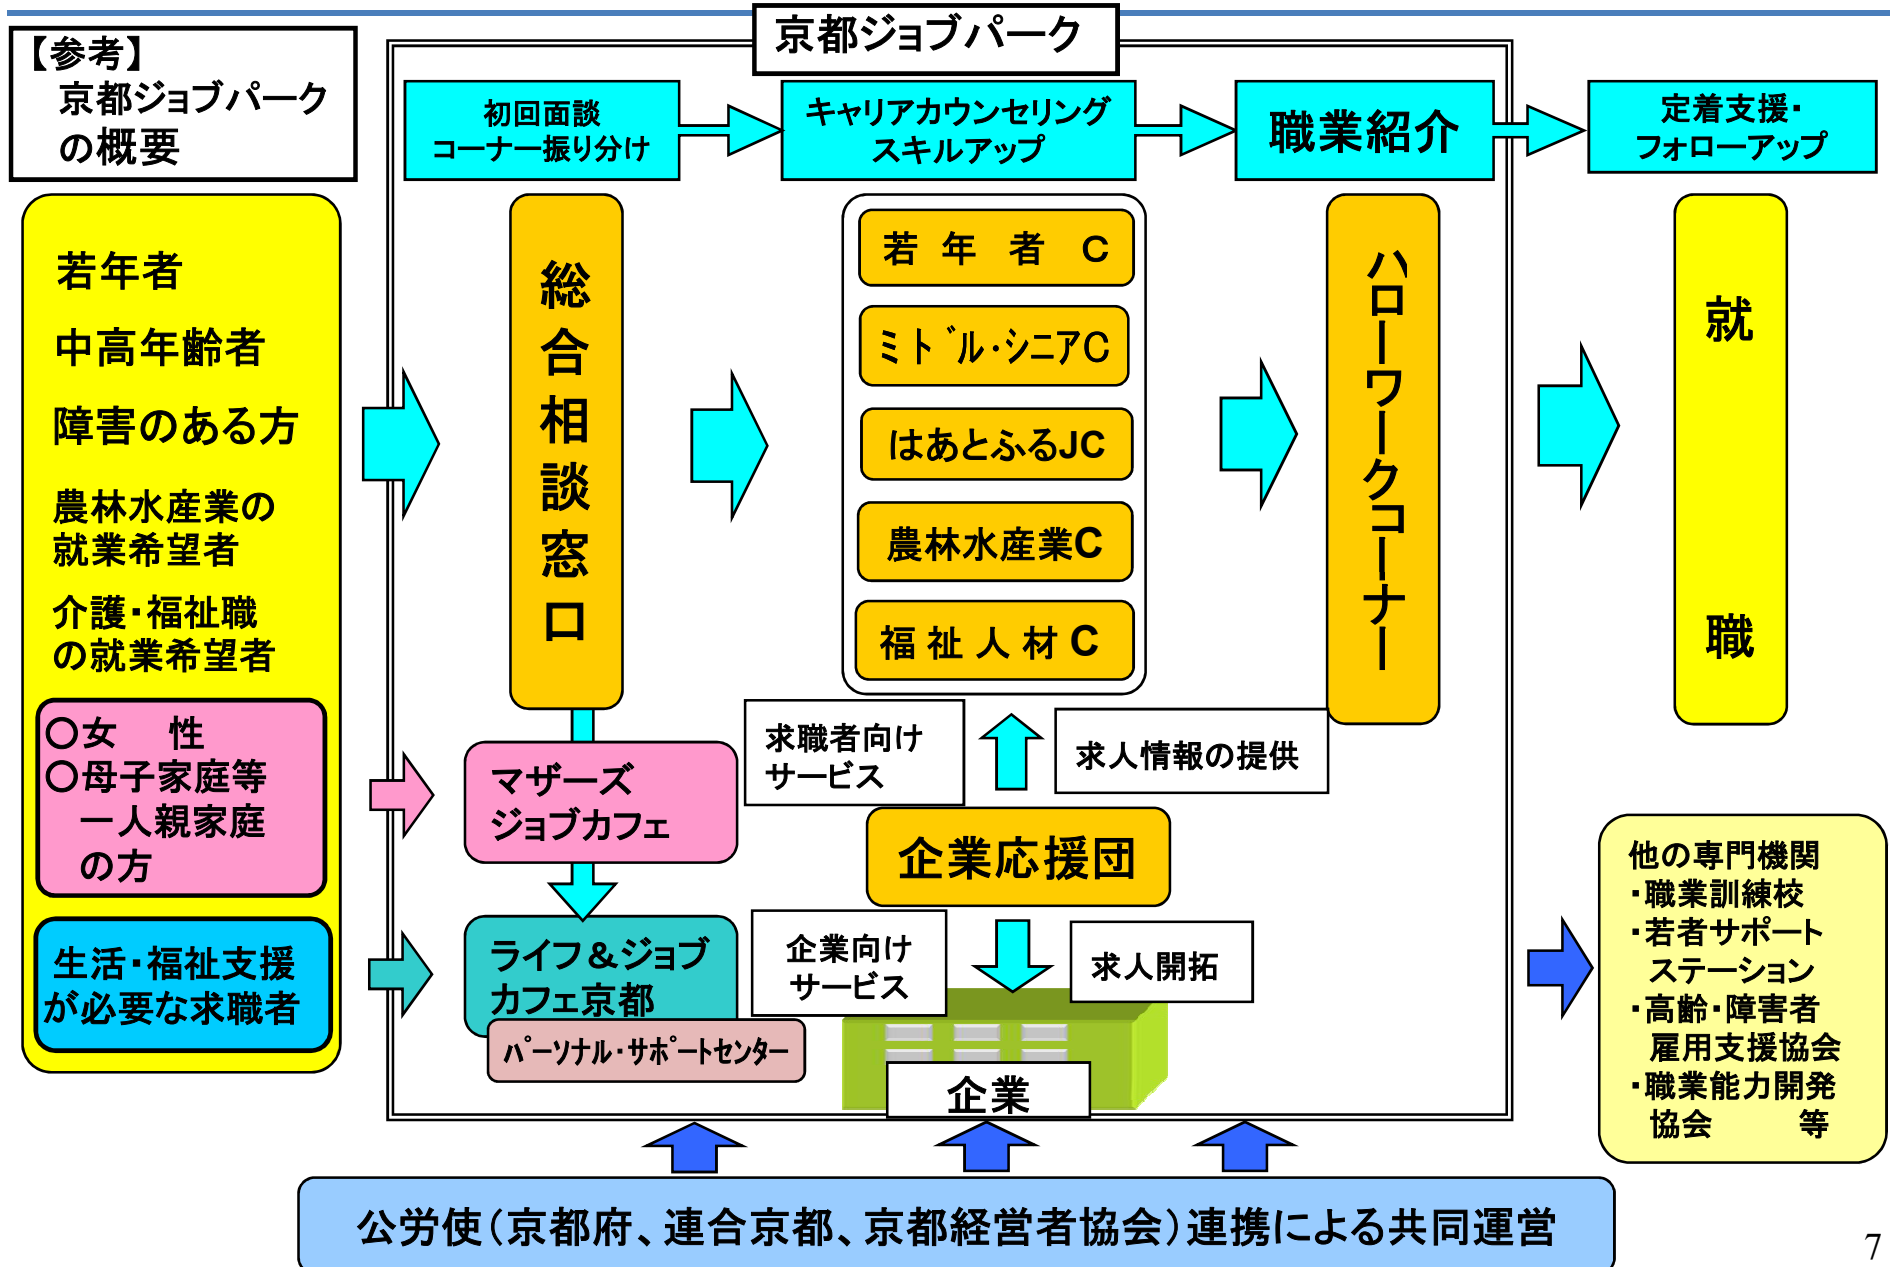 京都ジョブパーク
【参考】
京都ジョブパーク
の概要
初回面談
コーナー振り分け
キャリアカウンセリング
スキルアップ
職業紹介
定着支援・
フォローアップ
若年者
中高年齢者
障害のある方
農林水産業の
就業希望者
介護・福祉職
の就業希望者
○女 性
○母子家庭等
一人親家庭
の方
生活・福祉支援
が必要な求職者
総合相談窓口
若 年 者 C
ミドル・シニアC
はあとふるJC
農林水産業C
福 祉 人 材 C
ハローワークコーナー
就 職
マザーズ
ジョブカフェ
求職者向け
サービス
求人情報の提供
企業応援団
ライフ&ジョブ
カフェ京都
パーソナル・サポートセンター
企業向け
サービス
求人開拓
企業
他の専門機関
・職業訓練校
・若者サポート
ステーション
・高齢・障害者
雇用支援協会
・職業能力開発
協会 等
公労使(京都府、連合京都、京都経営者協会)連携による共同運営
7